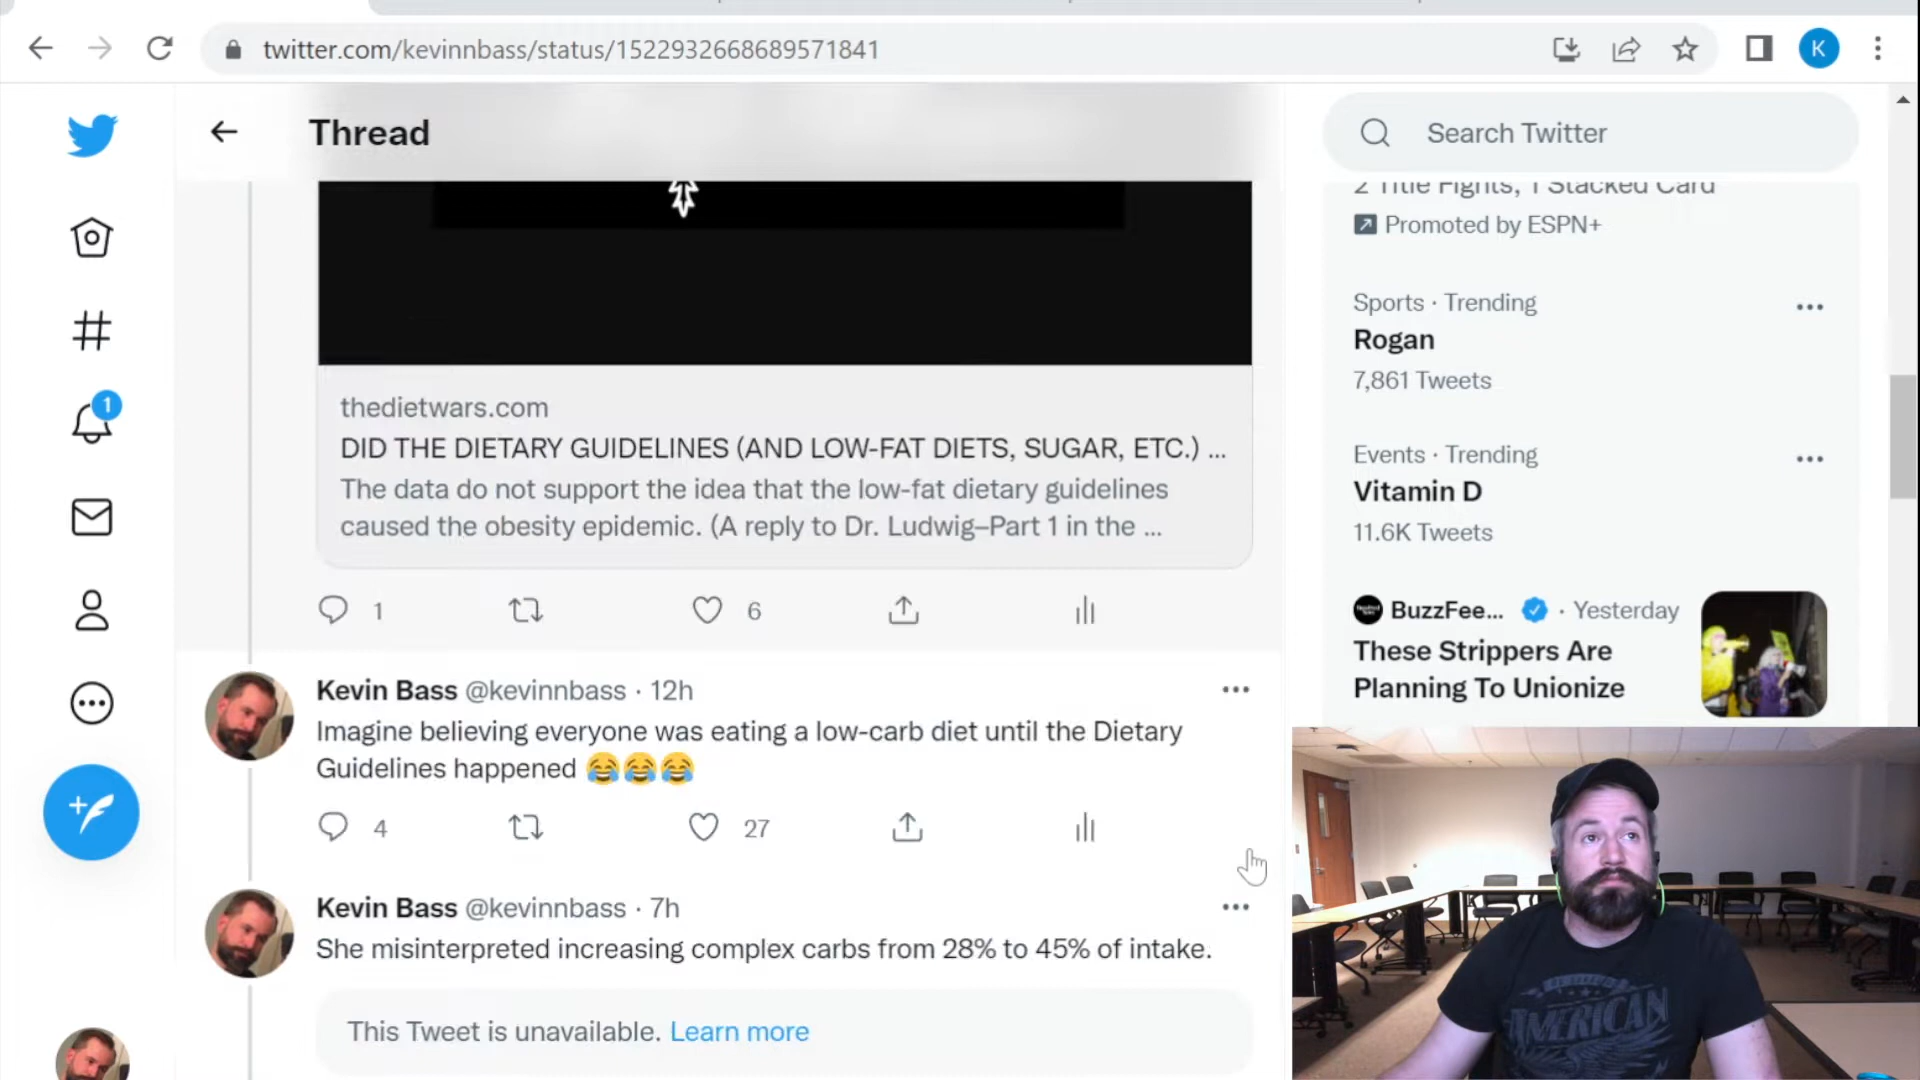 twitter.com/kevinnbass/status/1522932668689571841
K
Thread
Search Twitter
2 Title Fights, 1 Stacked Card
Promoted by ESPN+
Sports · Trending
Rogan
7,861 Tweets
Events · Trending
Vitamin D
11.6K Tweets
BuzzFee... · Yesterday
These Strippers Are
Planning To Unionize
1
thedietwars.com
DID THE DIETARY GUIDELINES (AND LOW-FAT DIETS, SUGAR, ETC.) ...
The data do not support the idea that the low-fat dietary guidelines
caused the obesity epidemic. (A reply to Dr. Ludwig–Part 1 in the ...
1 6
Kevin Bass @kevinnbass · 12h
Imagine believing everyone was eating a low-carb diet until the Dietary
Guidelines happened 😂😂😂
4 27
Kevin Bass @kevinnbass · 7h
She misinterpreted increasing complex carbs from 28% to 45% of intake.
This Tweet is unavailable. Learn more
AMERICAN